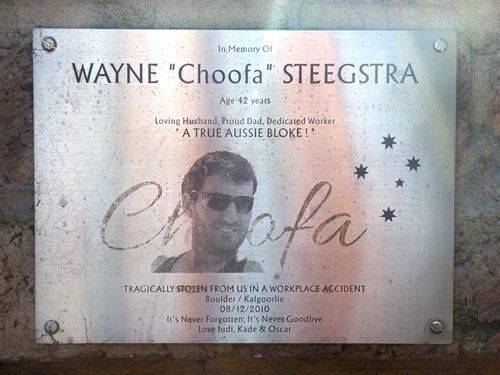 In Memory Of
WAYNE "Choofa" STEEGSTRA
Age 42 years
Loving Husband, Proud Dad, Dedicated Worker
" A TRUE AUSSIE BLOKE ! "
Choofa
TRAGICALLY STOLEN FROM US IN A WORKPLACE ACCIDENT
Boulder / Kalgoorlie
08/12/2010
It's Never Forgotten, It's Never Goodbye
Love Judi, Kade & Oscar